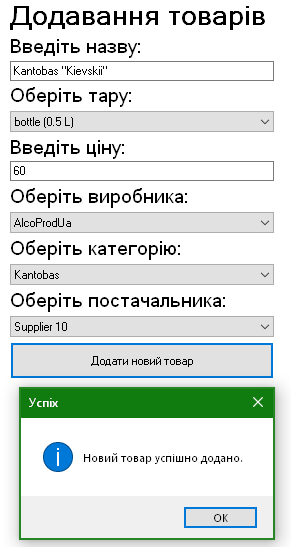 Додавання товарів
Введіть назву:
Kantobas "Kievskii"
Оберіть тару:
bottle (0.5 L)
Введіть ціну:
60
Оберіть виробника:
AlcoProdUa
Оберіть категорію:
Kantobas
Оберіть постачальника:
Supplier 10
Додати новий товар
Успіх
Новий товар успішно додано.
OK